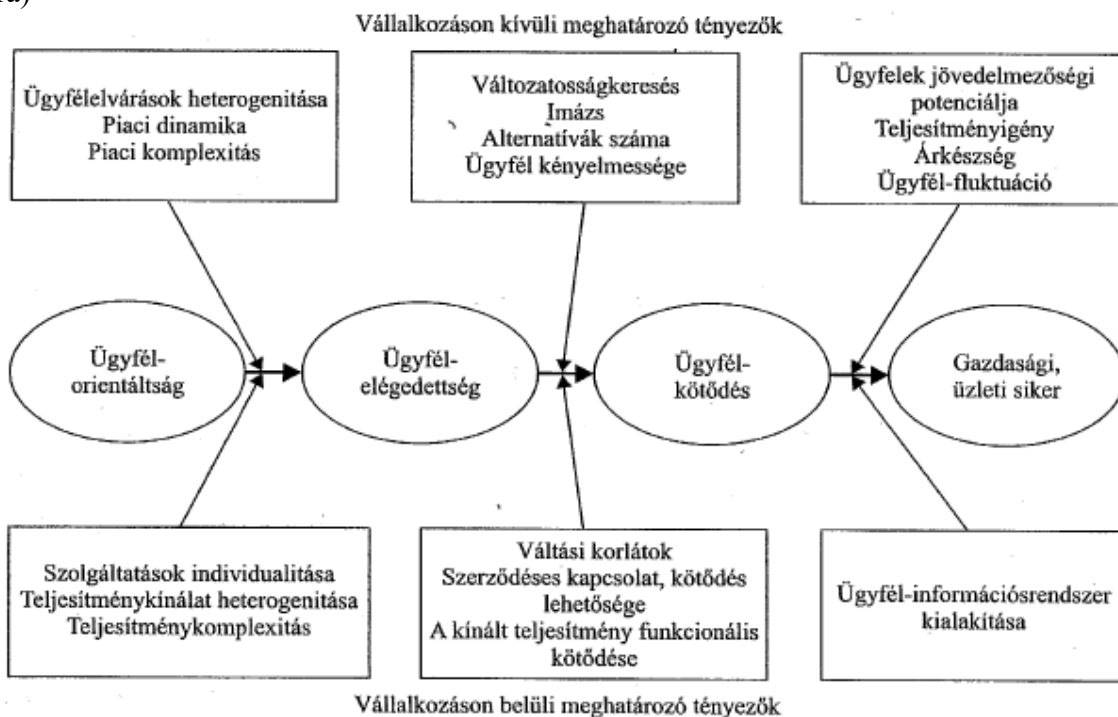 ra)
Vállalkozáson kívüli meghatározó tényezők
Ügyfélelvárások heterogenitása
Piaci dinamika
Piaci komplexitás
Változatosságkeresés
Imázs
Alternatívák száma
Ügyfél kényelmessége
Ügyfelek jövedelmezőségi
potenciálja
Teljesítményigény
Árkészség
Ügyfél-fluktuáció
Ügyfél-
orientáltság
Ügyfél-
elégedettség
Ügyfél-
kötődés
Gazdasági,
üzleti siker
Szolgáltatások individualitása
Teljesítménykínálat heterogenitása
Teljesítménykomplexitás
Váltási korlátok
Szerződéses kapcsolat, kötődés
lehetősége
A kínált teljesítmény funkcionális
kötődése
Ügyfél-információsrendszer
kialakítása
Vállalkozáson belüli meghatározó tényezők